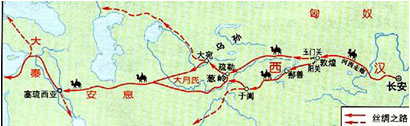 匈 奴
乌 孙
大宛
大
秦
塞琉西亚
安 息
大月氏
疏勒
葱岭
于阗
西
鄯善
玉门关
阳关
敦煌
河西走廊
汉
长安
丝绸之路